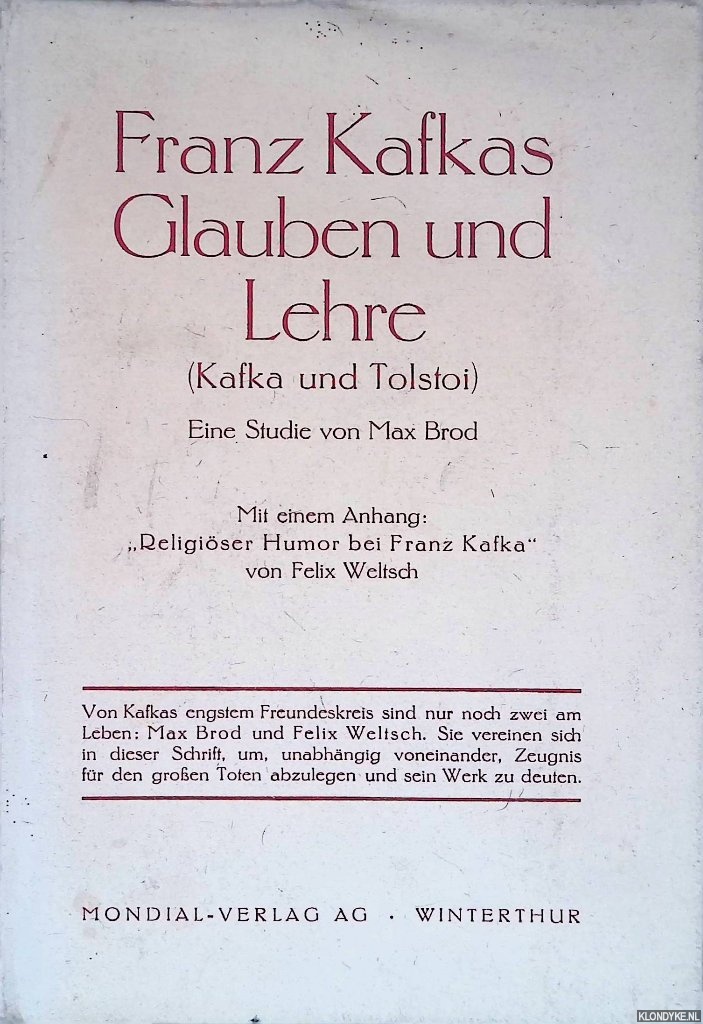 Franz Kafkas
Glauben und
Lehre
(Kafka und Tolstoi)
Eine Studie von Max Brod
Mit einem Anhang:
„Religiöser Humor bei Franz Kafka“
von Felix Weltsch
Von Kafkas engstem Freundeskreis sind nur noch zwei am
Leben: Max Brod und Felix Weltsch. Sie vereinen sich
in dieser Schrift, um, unabhängig voneinander, Zeugnis
für den großen Toten abzulegen und sein Werk zu deuten.
MONDIAL-VERLAG AG · WINTERTHUR
KLONDYKE.NL